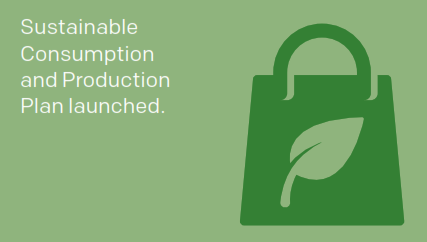 Sustainable
Consumption
and Production
Plan launched.